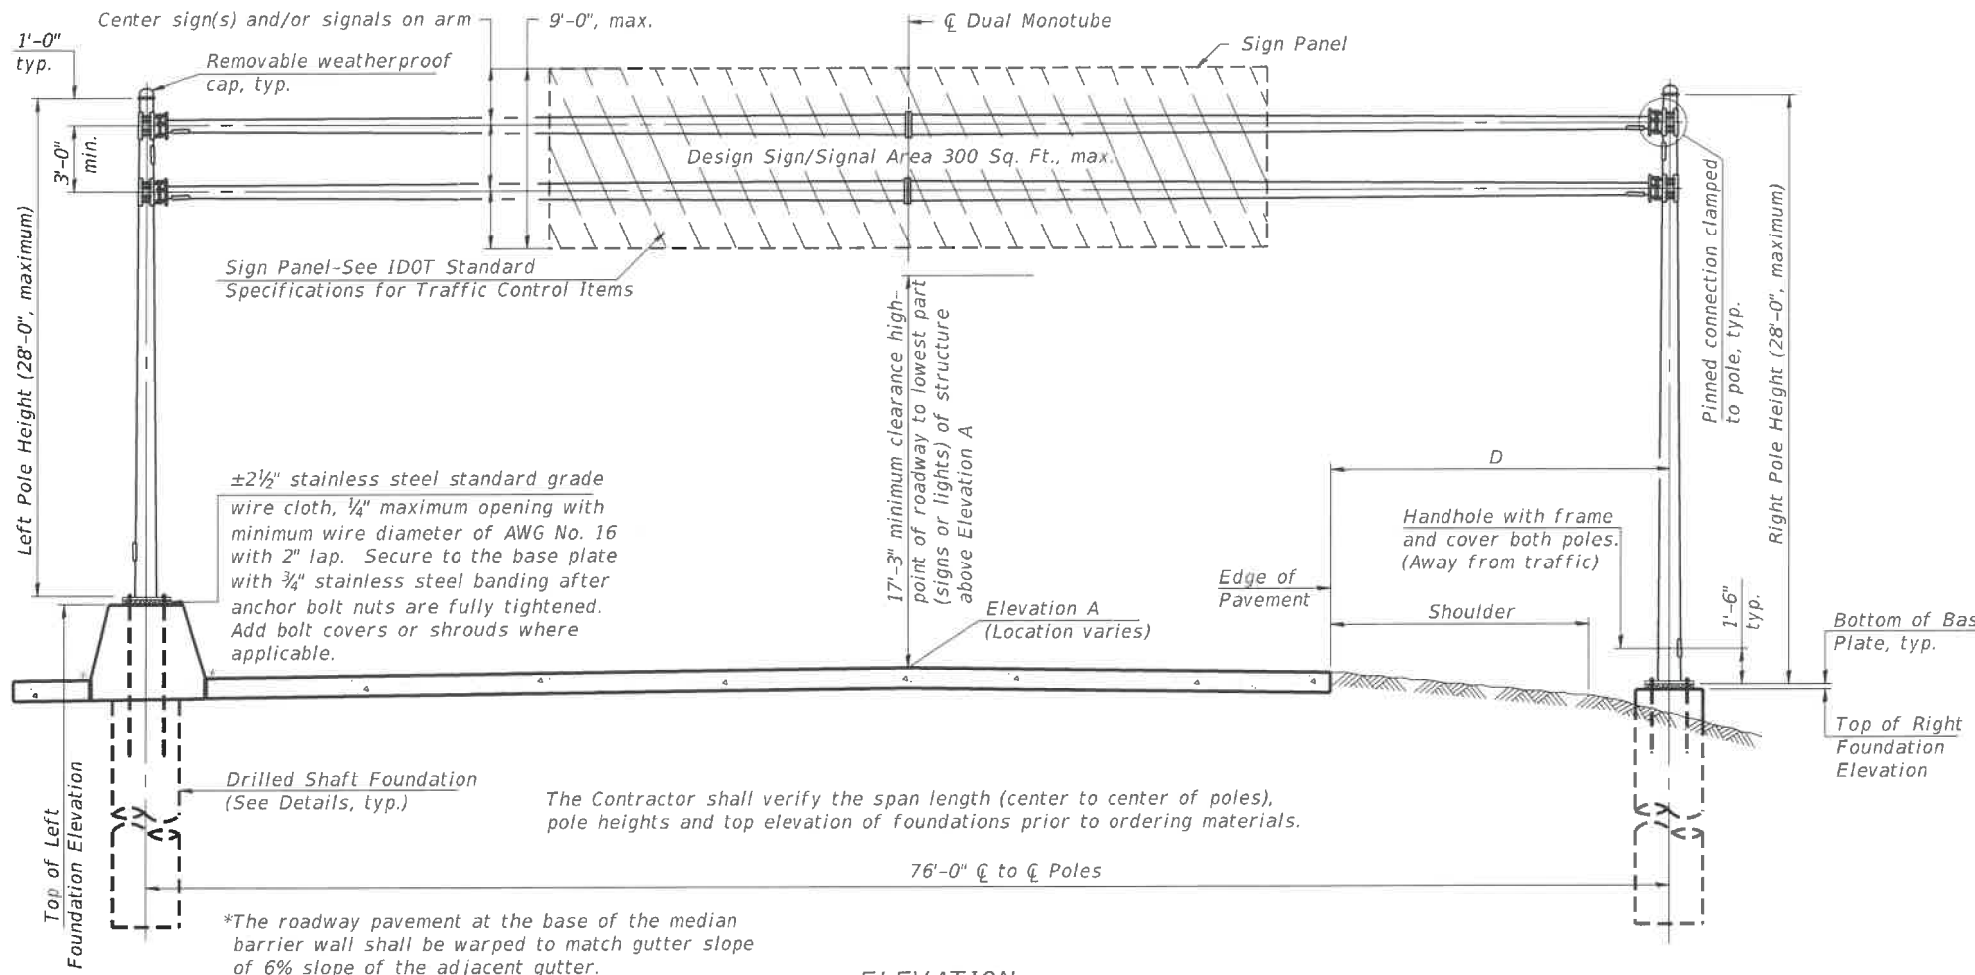 Center sign(s) and/or signals on arm
9'-0", max.
℄ Dual Monotube
Sign Panel
1'-0"
typ.
Removable weatherproof
cap, typ.
3'-0"
min.
Design Sign/Signal Area 300 Sq. Ft., max.
Sign Panel-See IDOT Standard
Specifications for Traffic Control Items
Left Pole Height (28'-0", maximum)
17'-3" minimum clearance high-
point of roadway to lowest part
(signs or lights) of structure
above Elevation A
Pinned connection clamped
to pole, typ.
Right Pole Height (28'-0", maximum)
D
±2½" stainless steel standard grade
wire cloth, ¼" maximum opening with
minimum wire diameter of AWG No. 16
with 2" lap. Secure to the base plate
with ¾" stainless steel banding after
anchor bolt nuts are fully tightened.
Add bolt covers or shrouds where
applicable.
Handhole with frame
and cover both poles.
(Away from traffic)
Edge of
Pavement
Shoulder
Elevation A
(Location varies)
1'-6"
typ.
Bottom of Bas
Plate, typ.
*
*
Top of Right
Foundation
Elevation
Top of Left
Foundation Elevation
Drilled Shaft Foundation
(See Details, typ.)
The Contractor shall verify the span length (center to center of poles),
pole heights and top elevation of foundations prior to ordering materials.
76'-0" ℄ to ℄ Poles
*The roadway pavement at the base of the median
barrier wall shall be warped to match gutter slope
of 6% slope of the adjacent gutter.
ELEVATION